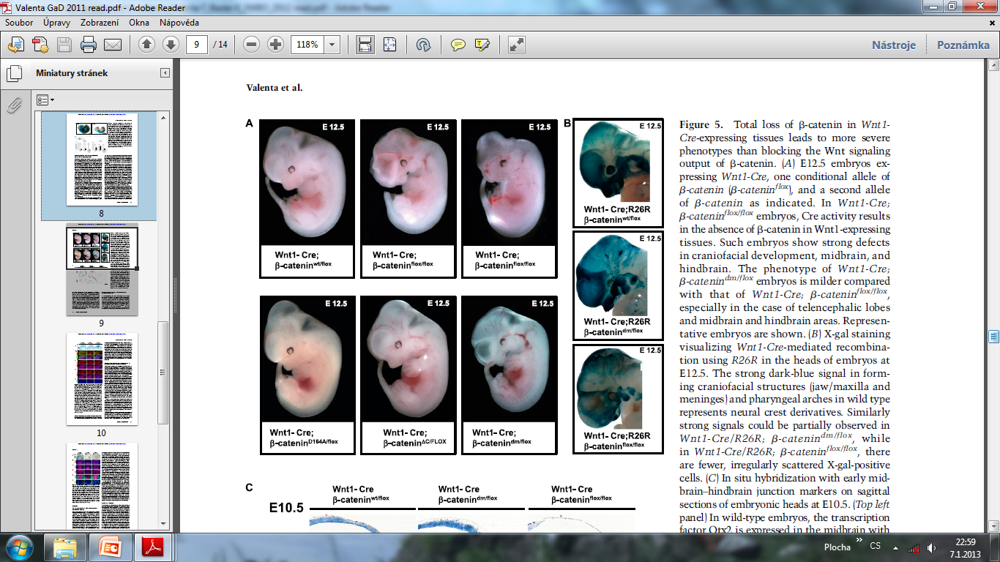 Valenta GaD 2011 read.pdf - Adobe Reader
Soubor Úpravy Zobrazení Okna Nápověda
9 / 14 118%
Nástroje Poznámka
Miniatury stránek
8
9
10
Valenta et al.
A
E 12.5
E 12.5
E 12.5
Wnt1- Cre;
β-catenin^wt/flox
Wnt1- Cre;
β-catenin^flox/flox
Wnt1- Cre;
β-catenin^flox/flox
E 12.5
E 12.5
E 12.5
Wnt1- Cre;
β-catenin^D164A/flox
Wnt1- Cre;
β-catenin^ΔC/FLOX
Wnt1- Cre;
β-catenin^dm/flox
B
E 12.5
Wnt1- Cre;R26R
β-catenin^wt/flox
E 12.5
Wnt1- Cre;R26R
β-catenin^dm/flox
E 12.5
Wnt1- Cre;R26R
β-catenin^flox/flox
C
Wnt1- Cre
β-catenin^wt/flox
Wnt1- Cre
β-catenin^dm/flox
Wnt1- Cre
β-catenin^flox/flox
E10.5
Figure 5. Total loss of β-catenin in Wnt1-
Cre-expressing tissues leads to more severe
phenotypes than blocking the Wnt signaling
output of β-catenin. (A) E12.5 embryos ex-
pressing Wnt1-Cre, one conditional allele of
β-catenin (β-catenin^flox), and a second allele
of β-catenin as indicated. In Wnt1-Cre;
β-catenin^flox/flox embryos, Cre activity results
in the absence of β-catenin in Wnt1-expressing
tissues. Such embryos show strong defects
in craniofacial development, midbrain, and
hindbrain. The phenotype of Wnt1-Cre;
β-catenin^dm/flox embryos is milder compared
with that of Wnt1-Cre; β-catenin^flox/flox,
especially in the case of telencephalic lobes
and midbrain and hindbrain areas. Represen-
tative embryos are shown. (B) X-gal staining
visualizing Wnt1-Cre-mediated recombina-
tion using R26R in the heads of embryos at
E12.5. The strong dark-blue signal in form-
ing craniofacial structures (jaw/maxilla and
meninges) and pharyngeal arches in wild type
represents neural crest derivatives. Similarly
strong signals could be partially observed in
Wnt1-Cre/R26R; β-catenin^dm/flox, while
in Wnt1-Cre/R26R; β-catenin^flox/flox, there
are fewer, irregularly scattered X-gal-positive
cells. (C) In situ hybridization with early mid-
brain–hindbrain junction markers on sagittal
sections of embryonic heads at E10.5. (Top left
panel) In wild-type embryos, the transcription
factor Otx2 is expressed in the midbrain with
Plocha » CS 22:59
7.1.2013